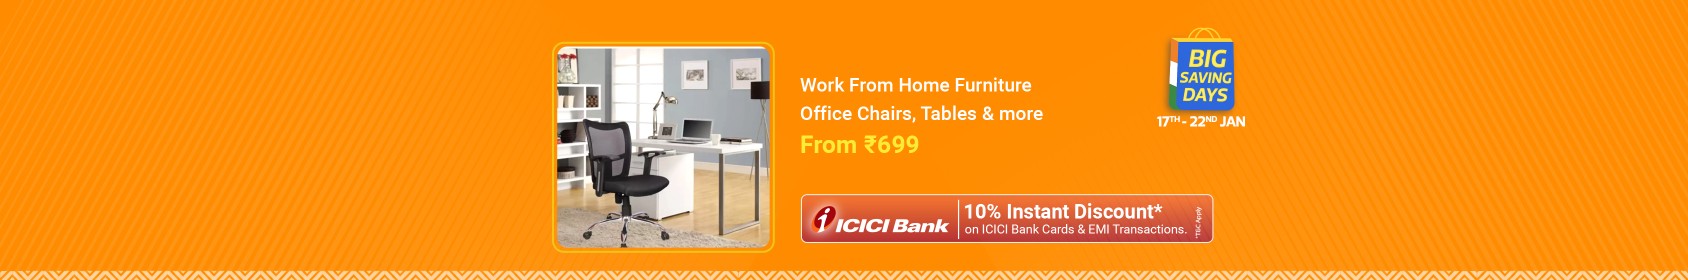 Work From Home Furniture
Office Chairs, Tables & more
From ₹699
BIG
SAVING
DAYS
17TH - 22ND JAN
i ICICI Bank
10% Instant Discount*
on ICICI Bank Cards & EMI Transactions.
*T&C Apply